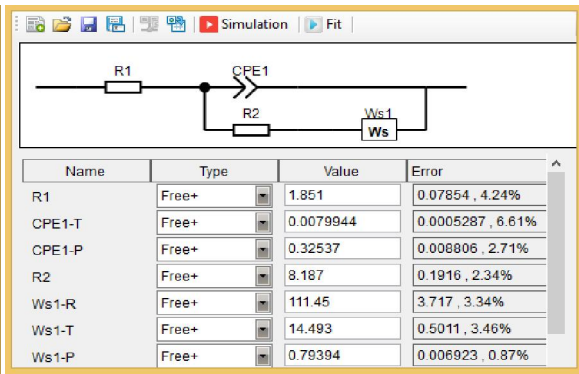 Simulation Fit
R1
CPE1
R2
Ws1
Ws
Name Type Value Error
R1 Free+ 1.851 0.07854 , 4.24%
CPE1-T Free+ 0.0079944 0.0005287 , 6.61%
CPE1-P Free+ 0.32537 0.008806 , 2.71%
R2 Free+ 8.187 0.1916 , 2.34%
Ws1-R Free+ 111.45 3.717 , 3.34%
Ws1-T Free+ 14.493 0.5011 , 3.46%
Ws1-P Free+ 0.79394 0.006923 , 0.87%